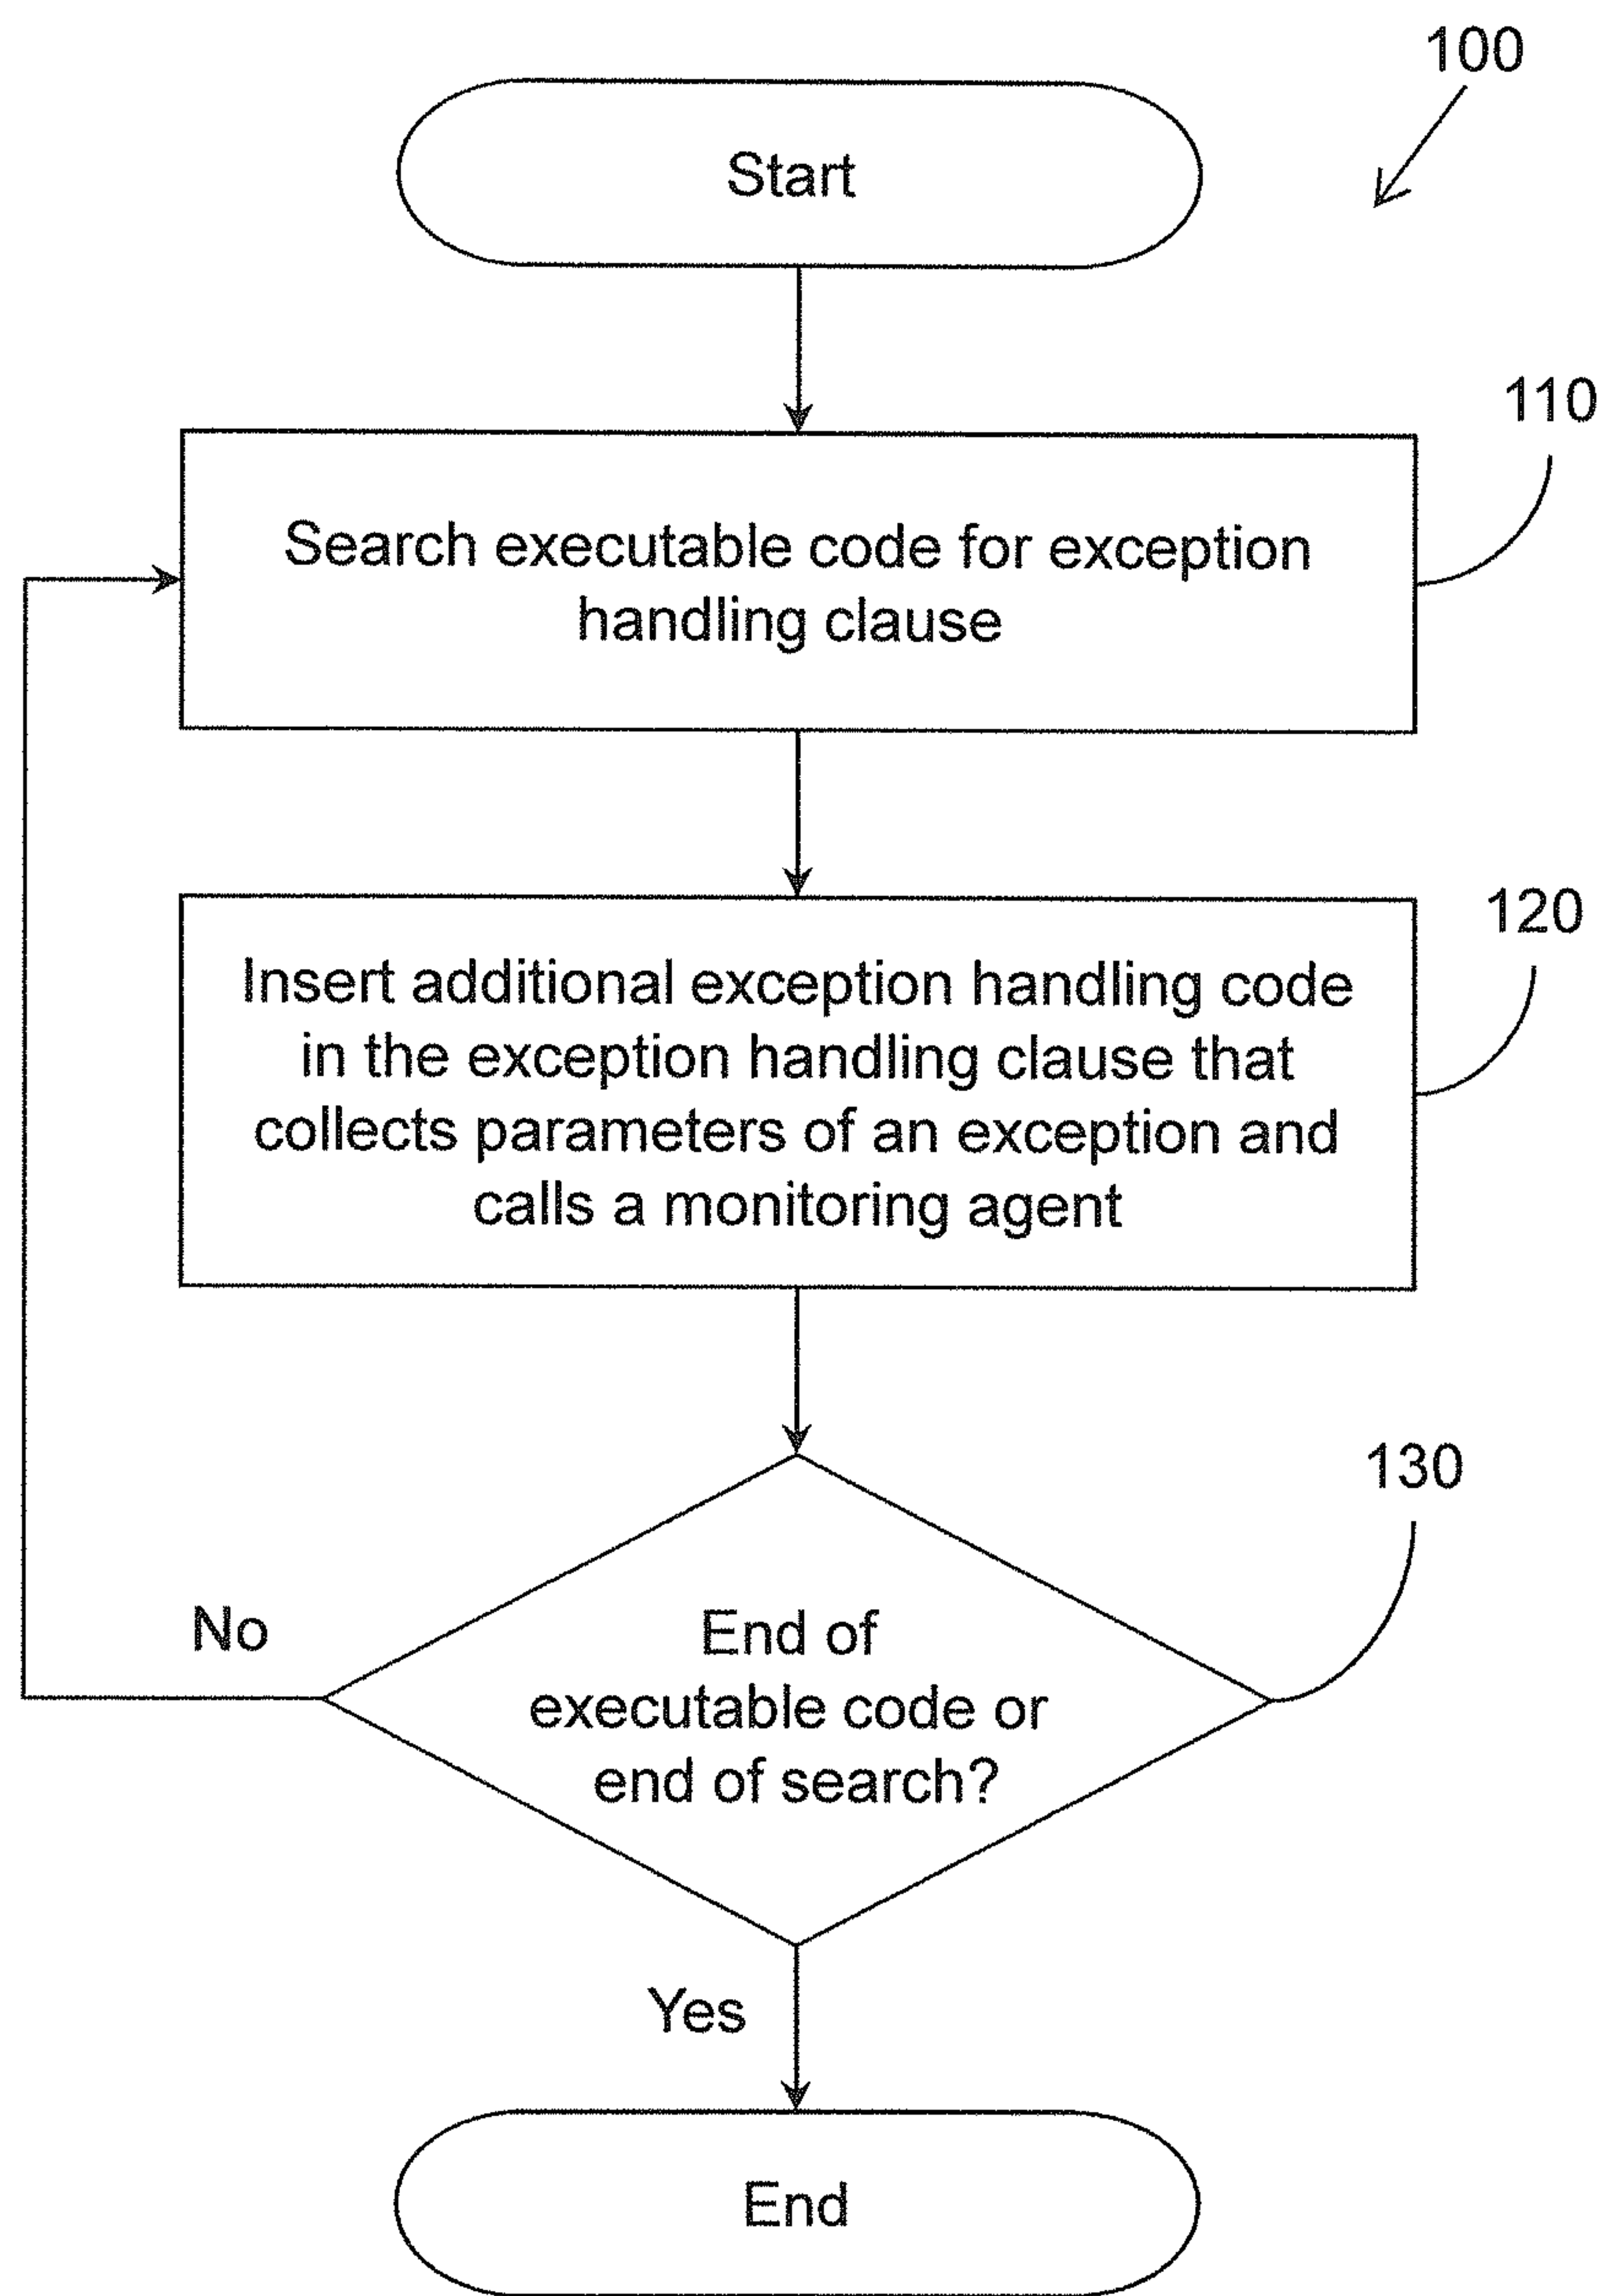 100
Start
110
Search executable code for exception
handling clause
120
Insert additional exception handling code
in the exception handling clause that
collects parameters of an exception and
calls a monitoring agent
130
No
End of
executable code or
end of search?
Yes
End